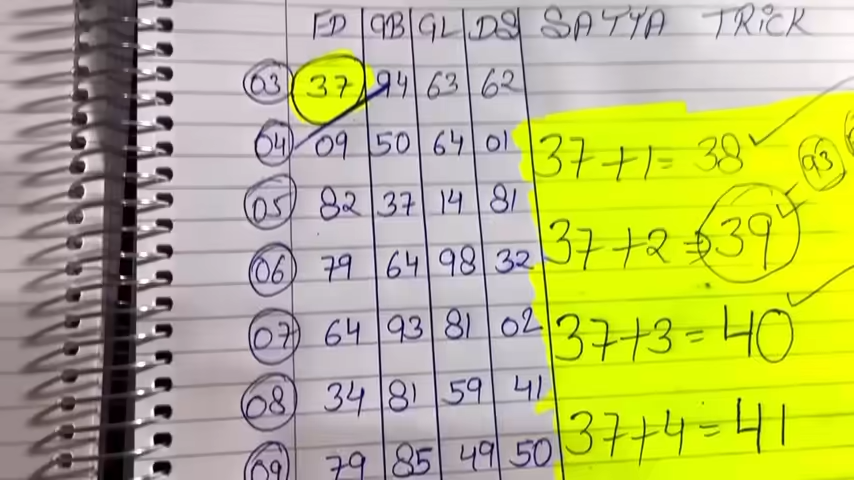 FD GB GL DS SATYA TRICK
03 37 94 63 62
04 09 50 64 01 37+1= 38
93
05 82 37 14 81
37+2 = 39
06 79 64 98 32
07 64 93 81 02 37+3 = 40
08 34 81 59 41
37+4 = 41
09 79 85 49 50